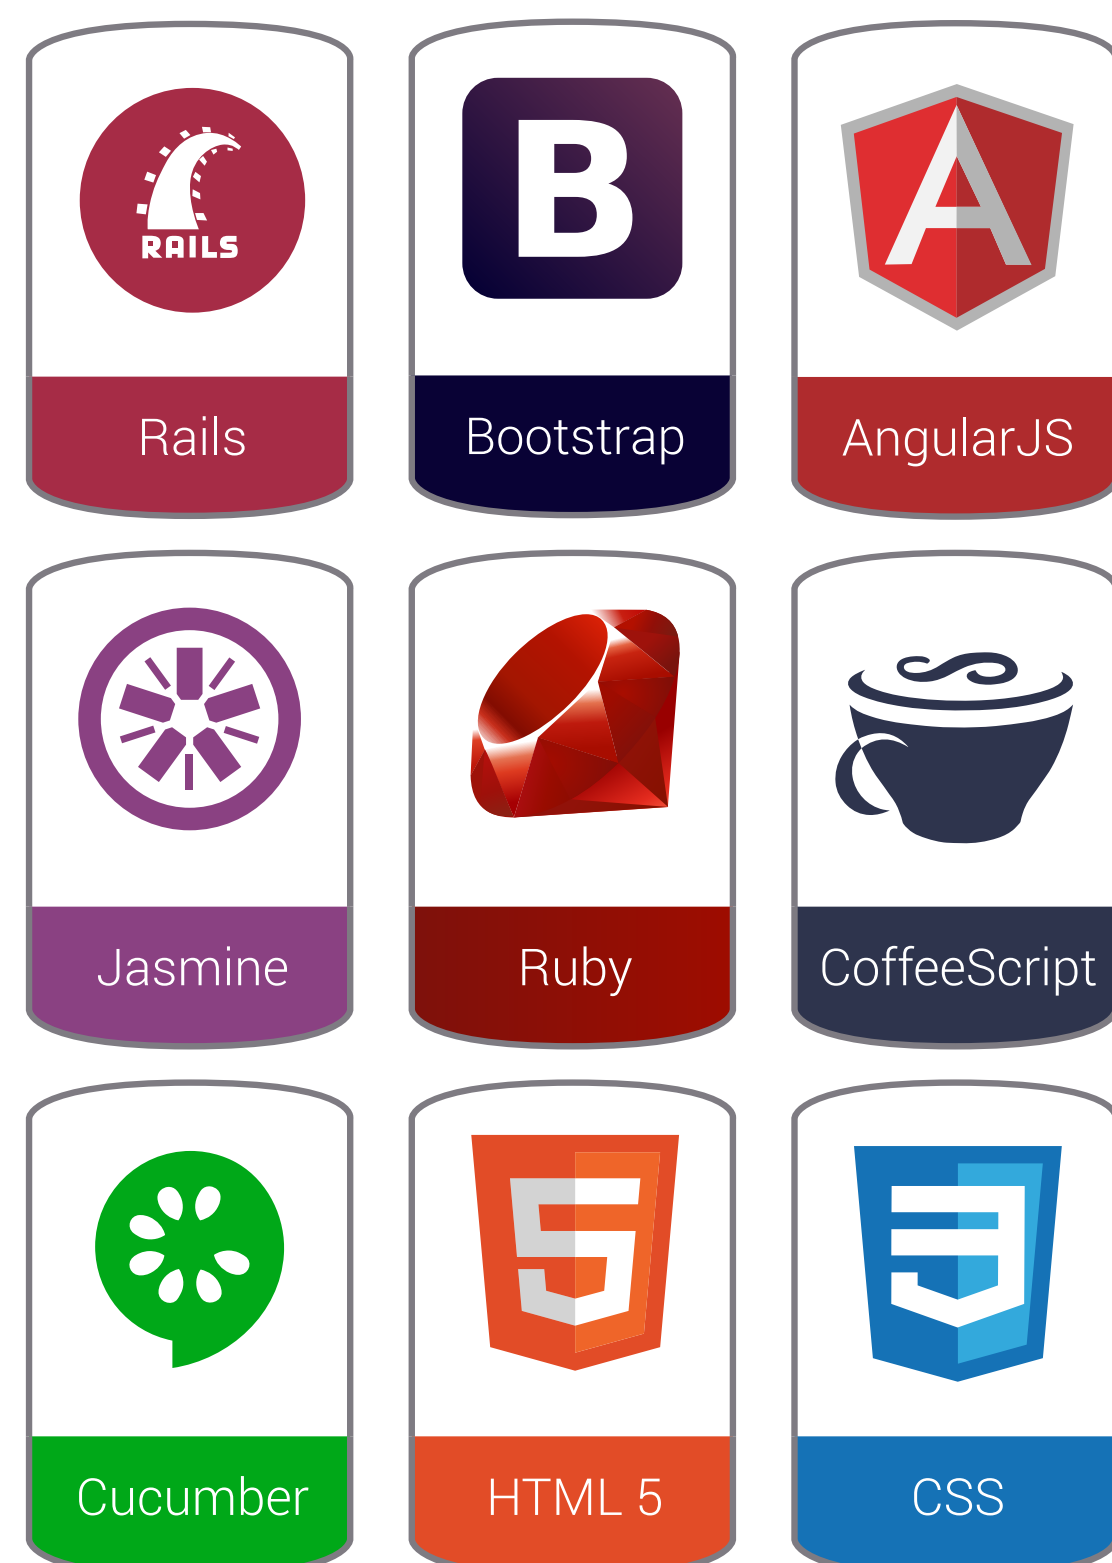 RAILS
Rails
B
Bootstrap
A
AngularJS
Jasmine
Ruby
CoffeeScript
Cucumber
5
HTML 5
3
CSS